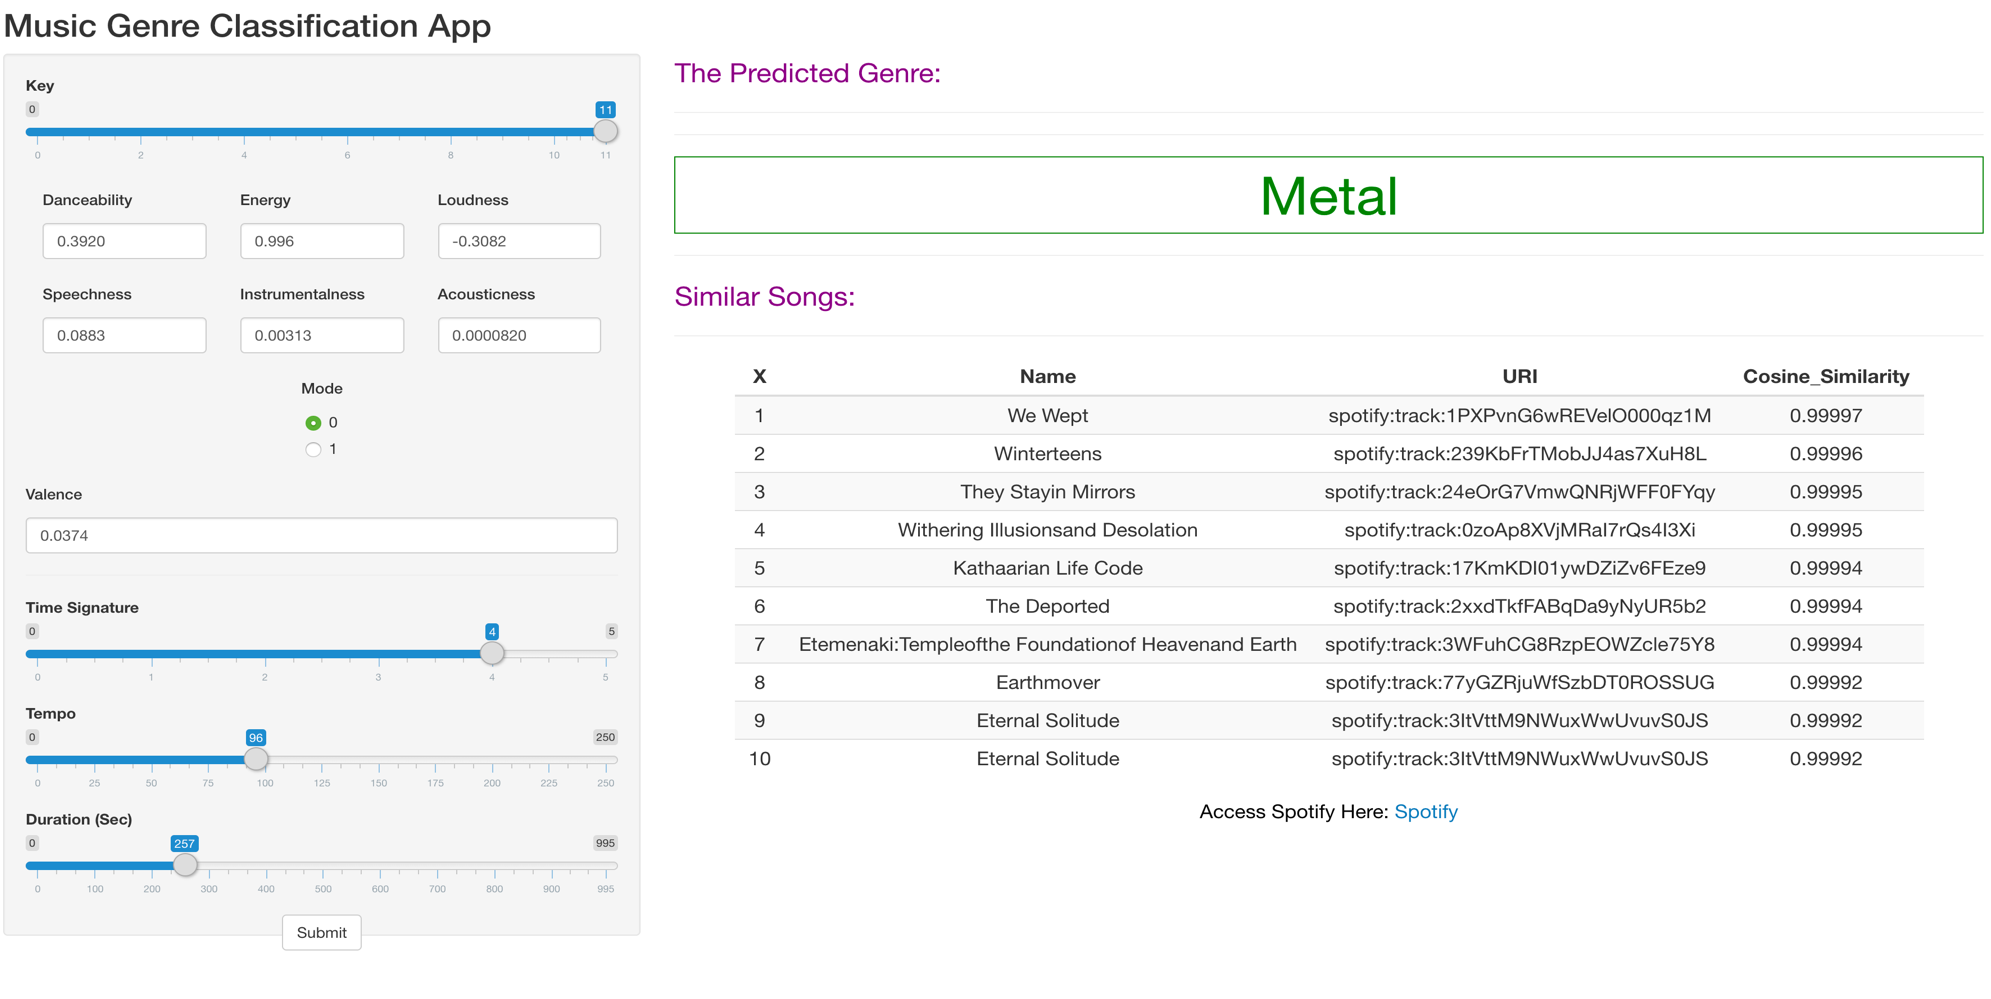 Music Genre Classification App
Key
0 11
0 2 4 6 8 10 11
Danceability Energy Loudness
0.3920 0.996 -0.3082
Speechness Instrumentalness Acousticness
0.0883 0.00313 0.0000820
Mode
0
1
Valence
0.0374
Time Signature
0 4 5
0 1 2 3 4 5
Tempo
0 96 250
0 25 50 75 100 125 150 175 200 225 250
Duration (Sec)
0 257 995
0 100 200 300 400 500 600 700 800 900 995
Submit
The Predicted Genre:
Metal
Similar Songs:
X Name URI Cosine_Similarity
1 We Wept spotify:track:1PXPvnG6wREVelO000qz1M 0.99997
2 Winterteens spotify:track:239KbFrTMobJJ4as7XuH8L 0.99996
3 They Stayin Mirrors spotify:track:24eOrG7VmwQNRjWFF0FYqy 0.99995
4 Withering Illusionsand Desolation spotify:track:0zoAp8XVjMRaI7rQs4I3Xi 0.99995
5 Kathaarian Life Code spotify:track:17KmKDI01ywDZiZv6FEze9 0.99994
6 The Deported spotify:track:2xxdTkfFABqDa9yNyUR5b2 0.99994
7 Etemenaki:Templeofthe Foundationof Heavenand Earth spotify:track:3WFuhCG8RzpEOWZcle75Y8 0.99994
8 Earthmover spotify:track:77yGZRjuWfSzbDT0ROSSUG 0.99992
9 Eternal Solitude spotify:track:3ItVttM9NWuxWwUvuvS0JS 0.99992
10 Eternal Solitude spotify:track:3ItVttM9NWuxWwUvuvS0JS 0.99992
Access Spotify Here: Spotify